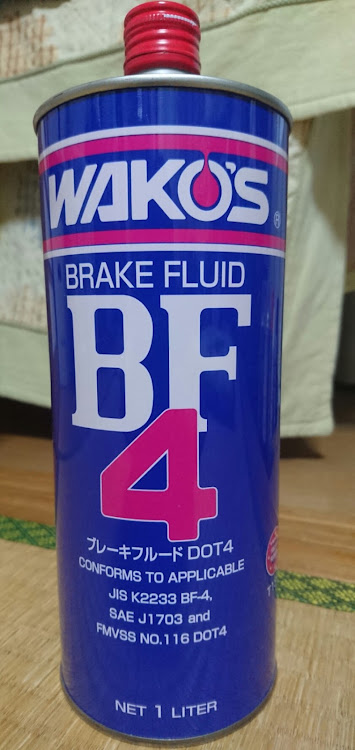 WAKO'S®
BRAKE FLUID
BF
4
ブレーキフルード DOT4
CONFORMS TO APPLICABLE
JIS K2233 BF-4,
SAE J1703 and
FMVSS NO.116 DOT4
NET 1 LITER